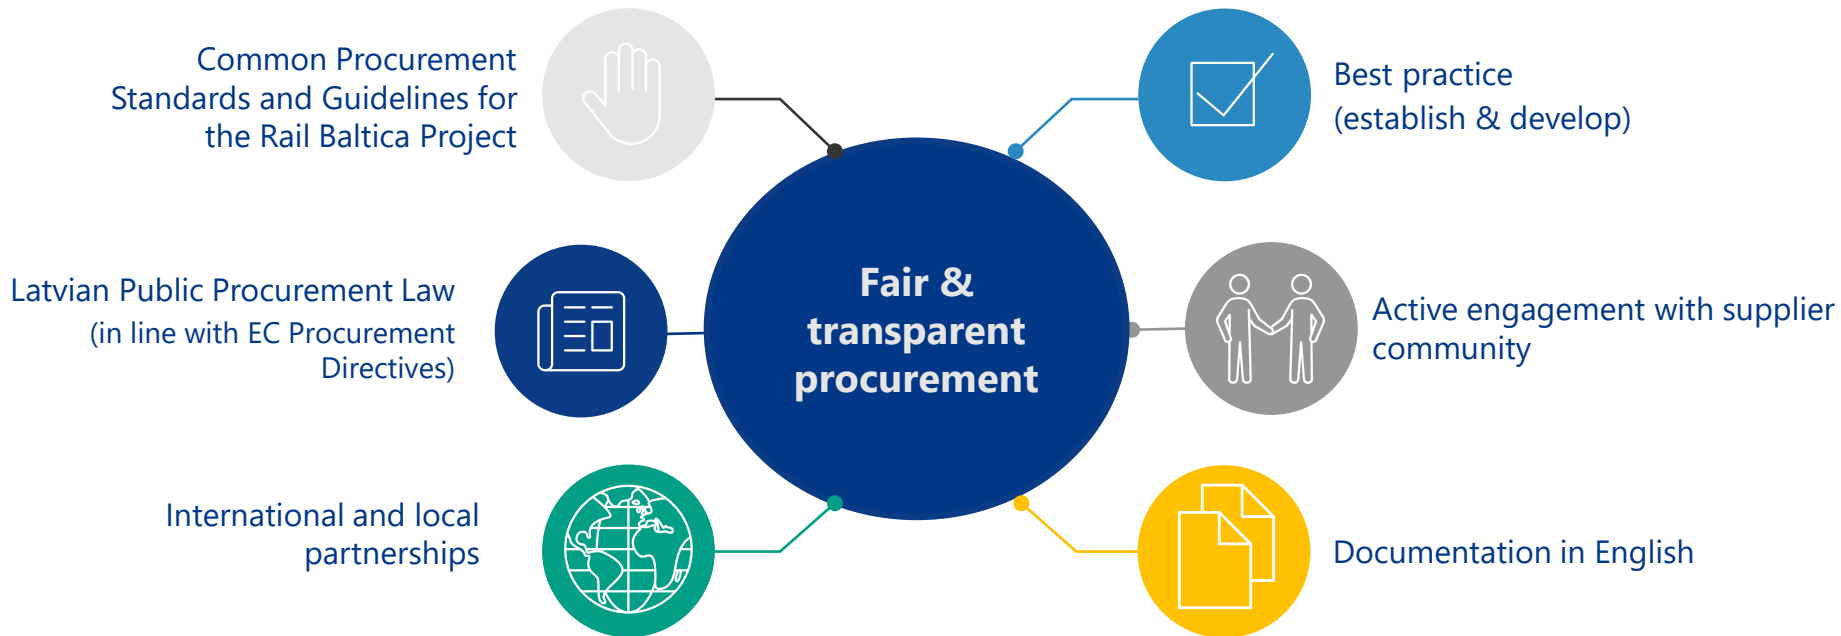 Common Procurement
Standards and Guidelines for
the Rail Baltica Project
Best practice
(establish & develop)
Latvian Public Procurement Law
(in line with EC Procurement
Directives)
Fair &
transparent
procurement
Active engagement with supplier
community
International and local
partnerships
Documentation in English